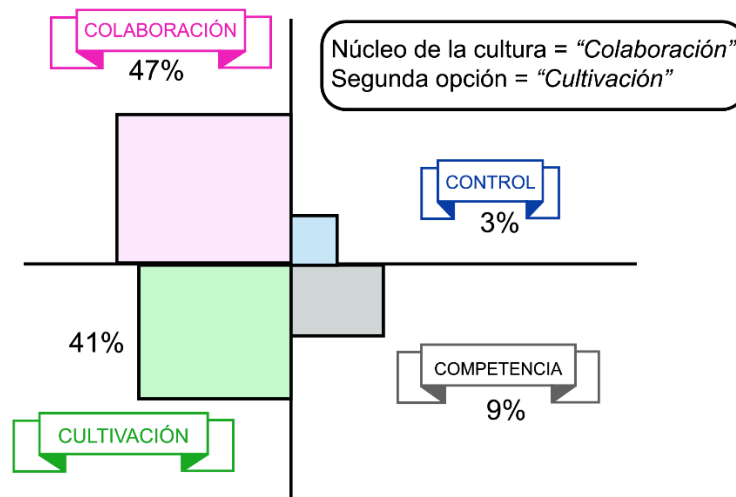 COLABORACIÓN
47%
Núcleo de la cultura = “Colaboración”
Segunda opción = “Cultivación”
CONTROL
3%
41%
CULTIVACIÓN
COMPETENCIA
9%